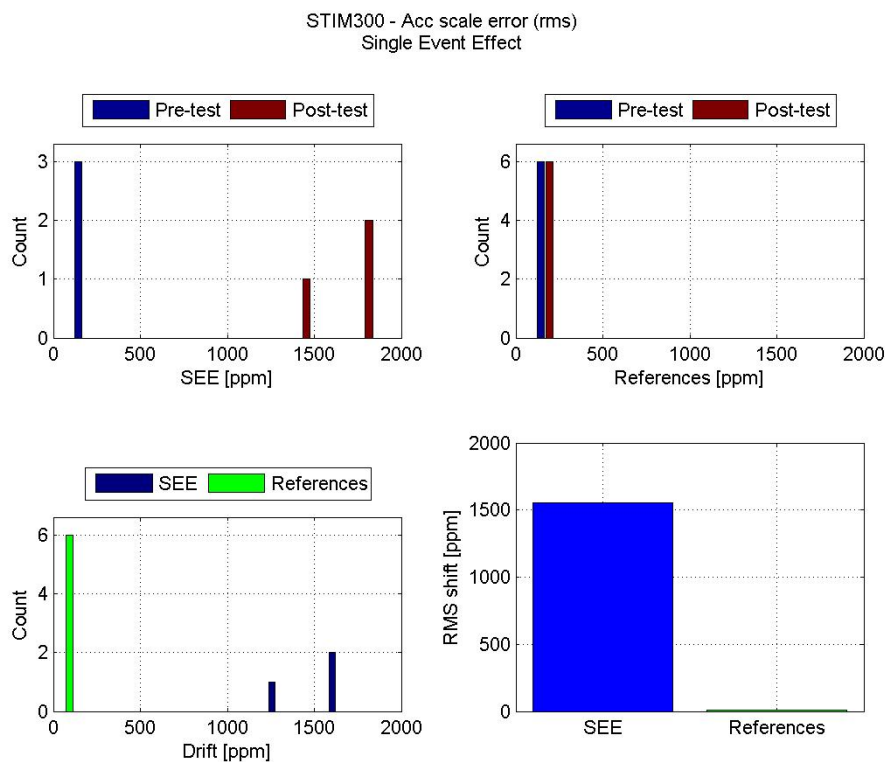 STIM300 - Acc scale error (rms)
Single Event Effect
Pre-test Post-test
3
2
1
0
Count
0 500 1000 1500 2000
SEE [ppm]
Pre-test Post-test
6
4
2
0
Count
0 500 1000 1500 2000
References [ppm]
SEE References
6
4
2
0
Count
0 500 1000 1500 2000
Drift [ppm]
2000
1500
1000
500
0
RMS shift [ppm]
SEE References